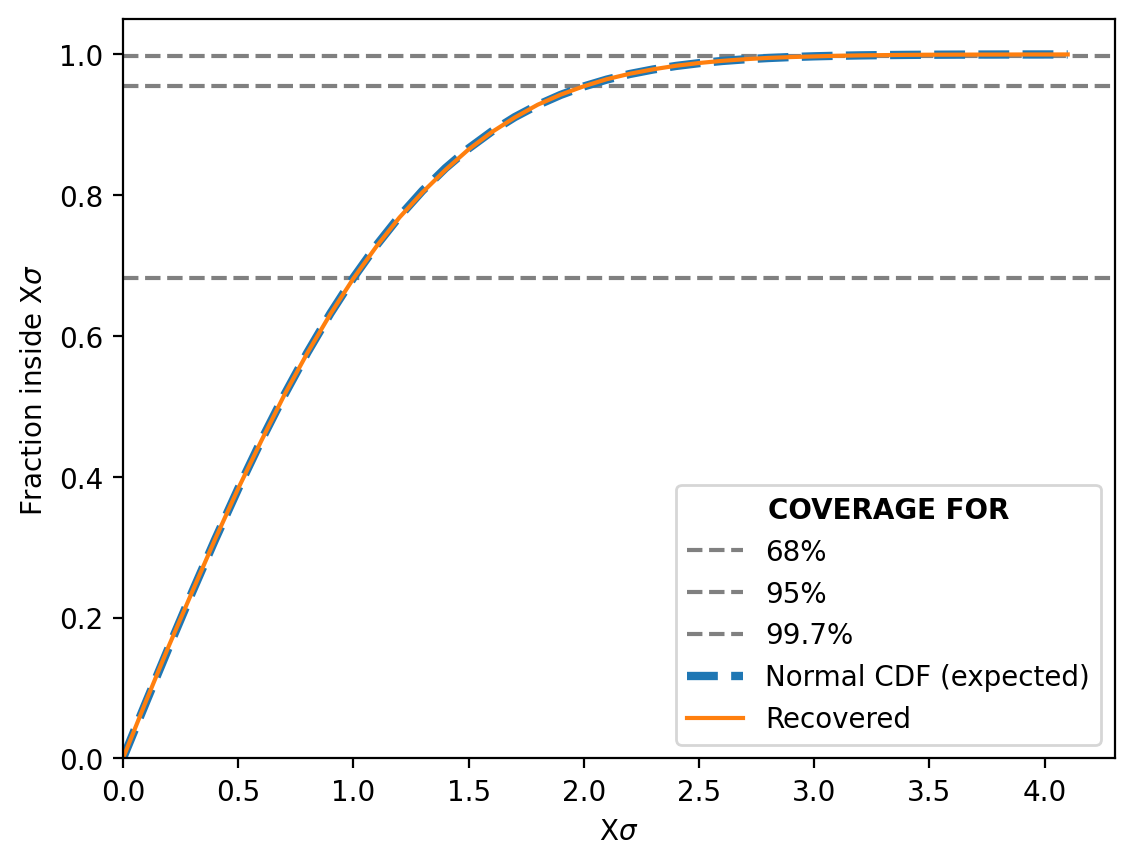 1.0
0.8
0.6
0.4
0.2
0.0
Fraction inside Xσ
COVERAGE FOR
68%
95%
99.7%
Normal CDF (expected)
Recovered
0.0 0.5 1.0 1.5 2.0 2.5 3.0 3.5 4.0
Xσ